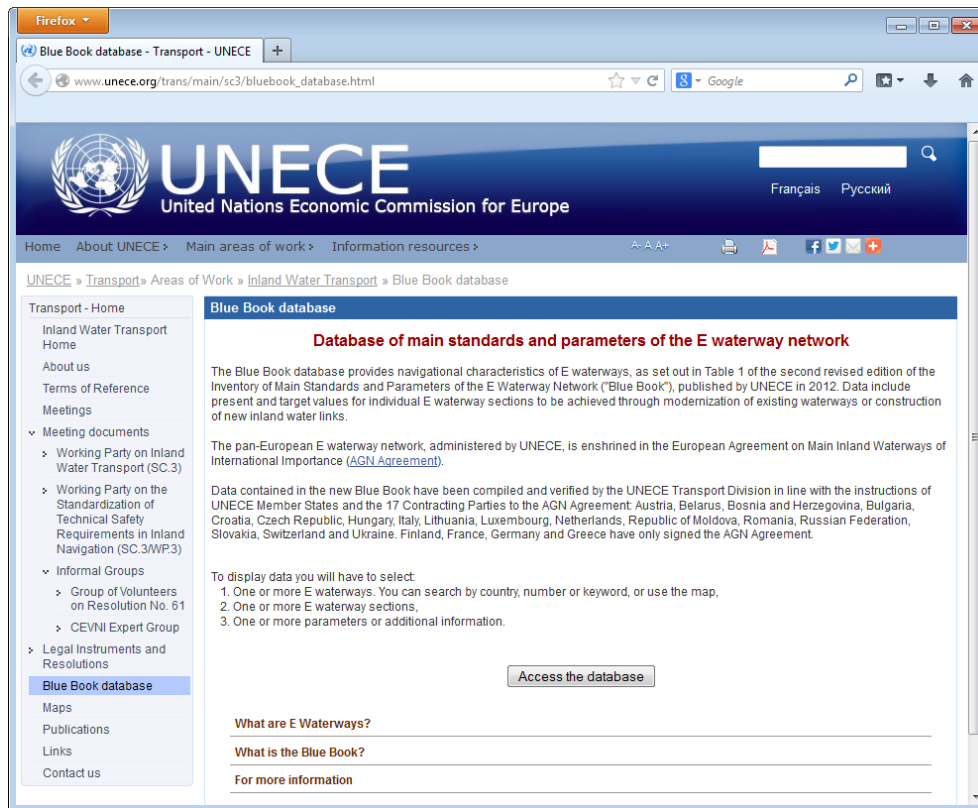 Firefox
Blue Book database - Transport - UNECE
www.unece.org/trans/main/sc3/bluebook_database.html
Google
UNECE
United Nations Economic Commission for Europe
Français Русский
Home About UNECE Main areas of work Information resources A- A A+
UNECE » Transport» Areas of Work » Inland Water Transport » Blue Book database
Transport - Home
Inland Water Transport
Home
About us
Terms of Reference
Meetings
Meeting documents
Working Party on Inland
Water Transport (SC.3)
Working Party on the
Standardization of
Technical Safety
Requirements in Inland
Navigation (SC.3/WP.3)
Informal Groups
Group of Volunteers
on Resolution No. 61
CEVNI Expert Group
Legal Instruments and
Resolutions
Blue Book database
Maps
Publications
Links
Contact us
Blue Book database
Database of main standards and parameters of the E waterway network
The Blue Book database provides navigational characteristics of E waterways, as set out in Table 1 of the second revised edition of the
Inventory of Main Standards and Parameters of the E Waterway Network ("Blue Book"), published by UNECE in 2012. Data include
present and target values for individual E waterway sections to be achieved through modernization of existing waterways or construction
of new inland water links.
The pan-European E waterway network, administered by UNECE, is enshrined in the European Agreement on Main Inland Waterways of
International Importance (AGN Agreement).
Data contained in the new Blue Book have been compiled and verified by the UNECE Transport Division in line with the instructions of
UNECE Member States and the 17 Contracting Parties to the AGN Agreement: Austria, Belarus, Bosnia and Herzegovina, Bulgaria,
Croatia, Czech Republic, Hungary, Italy, Lithuania, Luxembourg, Netherlands, Republic of Moldova, Romania, Russian Federation,
Slovakia, Switzerland and Ukraine. Finland, France, Germany and Greece have only signed the AGN Agreement.
To display data you will have to select:
1. One or more E waterways. You can search by country, number or keyword, or use the map,
2. One or more E waterway sections,
3. One or more parameters or additional information.
Access the database
What are E Waterways?
What is the Blue Book?
For more information